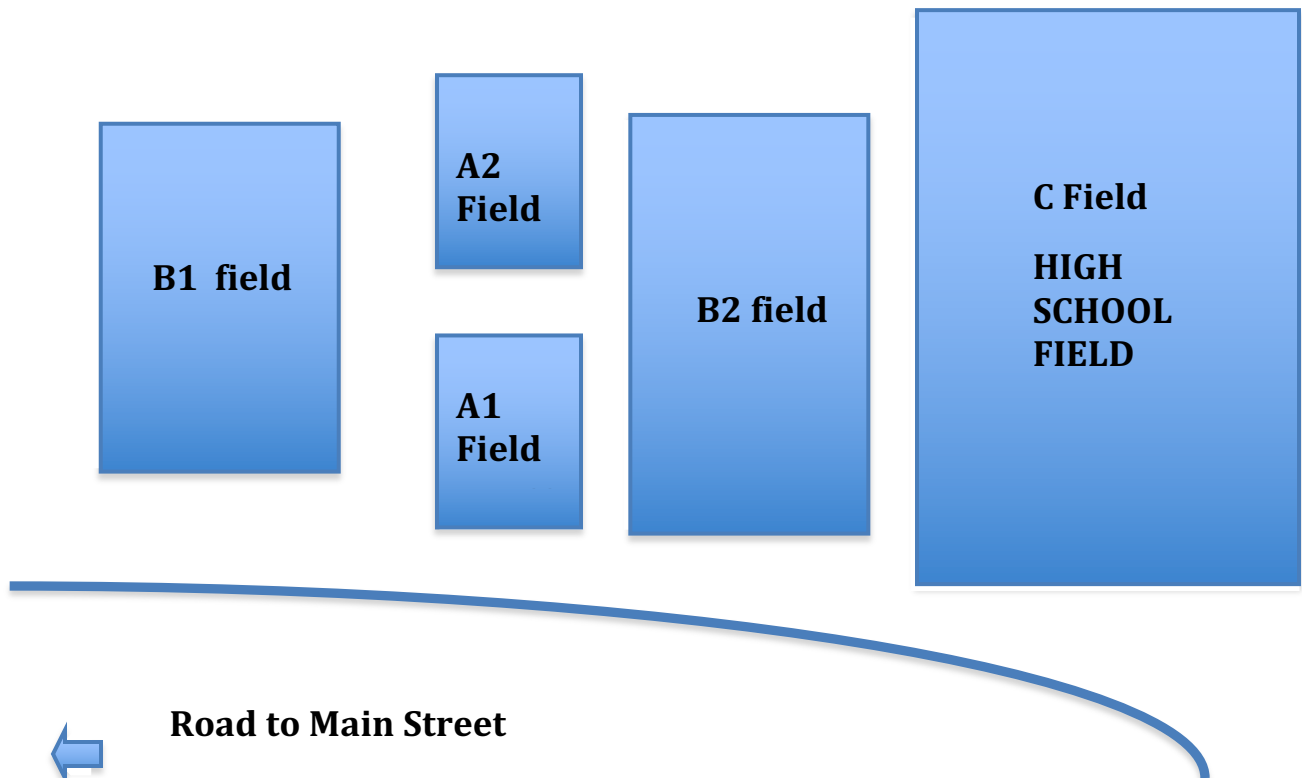 B1  field
A2
Field
A1
Field
B2 field
C Field
HIGH
SCHOOL
FIELD
Road to Main Street